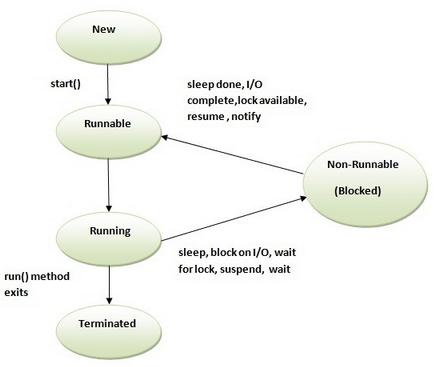 New
start()
sleep done, I/O
complete,lock available,
resume , notify
Runnable
Non-Runnable
(Blocked)
Running
sleep, block on I/O, wait
for lock, suspend, wait
run() method
exits
Terminated